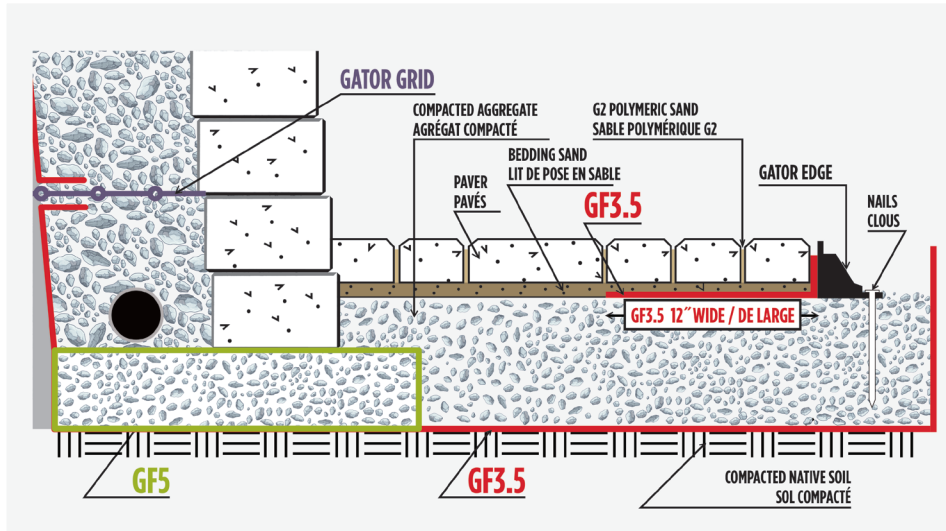 GATOR GRID
COMPACTED AGGREGATE
AGRÉGAT COMPACTÉ
G2 POLYMERIC SAND
SABLE POLYMÉRIQUE G2
BEDDING SAND
LIT DE POSE EN SABLE
PAVER
PAVÉS
GF3.5
GATOR EDGE
NAILS
CLOUS
GF3.5 12˝ WIDE / DE LARGE
GF5
GF3.5
COMPACTED NATIVE SOIL
SOL COMPACTÉ